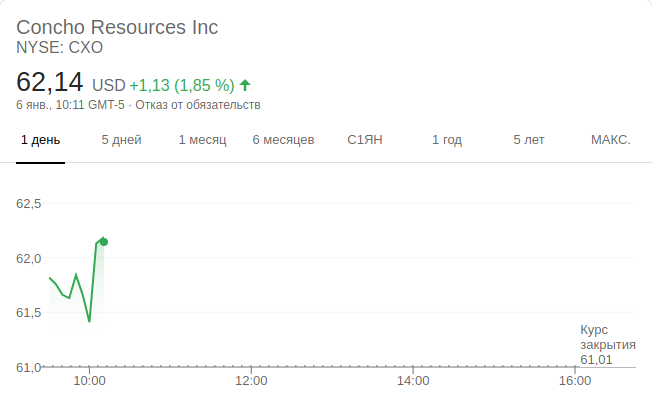 Concho Resources Inc
NYSE: CXO
62,14 USD +1,13 (1,85 %)
6 янв., 10:11 GMT-5 · Отказ от обязательств
1 день 5 дней 1 месяц 6 месяцев С1ЯН 1 год 5 лет МАКС.
62,5
62,0
61,5
Курс
закрытия
61,01
61,0
10:00 12:00 14:00 16:00